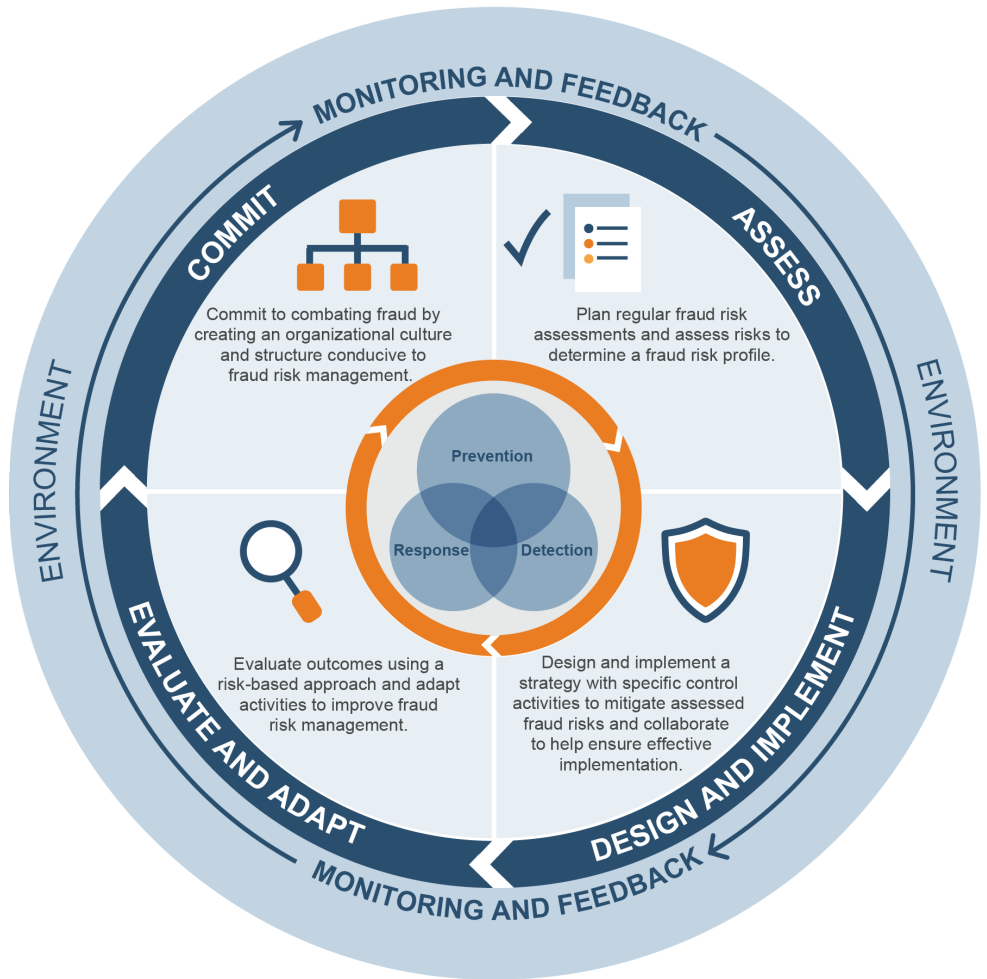 MONITORING AND FEEDBACK
COMMIT
ASSESS
Commit to combating fraud by
creating an organizational culture
and structure conducive to
fraud risk management.
Plan regular fraud risk
assessments and assess risks to
determine a fraud risk profile.
ENVIRONMENT
ENVIRONMENT
Prevention
Response
Detection
EVALUATE AND ADAPT
Evaluate outcomes using a
risk-based approach and adapt
activities to improve fraud
risk management.
Design and implement a
strategy with specific control
activities to mitigate assessed
fraud risks and collaborate
to help ensure effective
implementation.
DESIGN AND IMPLEMENT
MONITORING AND FEEDBACK